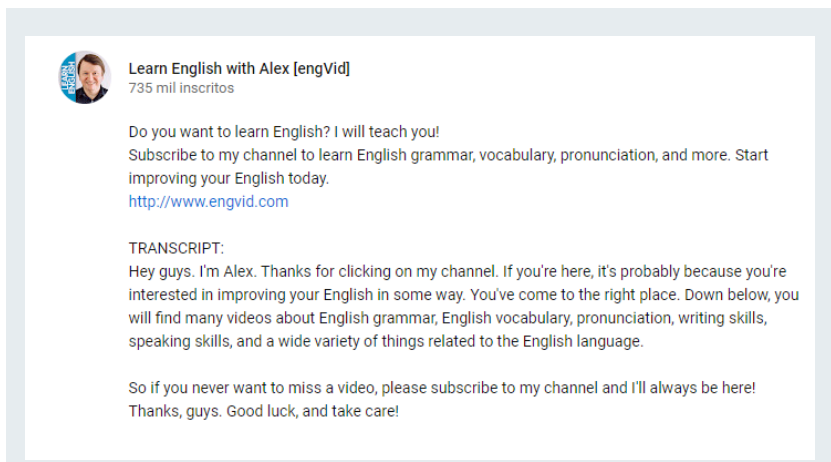 Learn English with Alex [engVid]
735 mil inscritos
Do you want to learn English? I will teach you!
Subscribe to my channel to learn English grammar, vocabulary, pronunciation, and more. Start
improving your English today.
http://www.engvid.com
TRANSCRIPT:
Hey guys. I'm Alex. Thanks for clicking on my channel. If you're here, it's probably because you're
interested in improving your English in some way. You've come to the right place. Down below, you
will find many videos about English grammar, English vocabulary, pronunciation, writing skills,
speaking skills, and a wide variety of things related to the English language.
So if you never want to miss a video, please subscribe to my channel and I'll always be here!
Thanks, guys. Good luck, and take care!